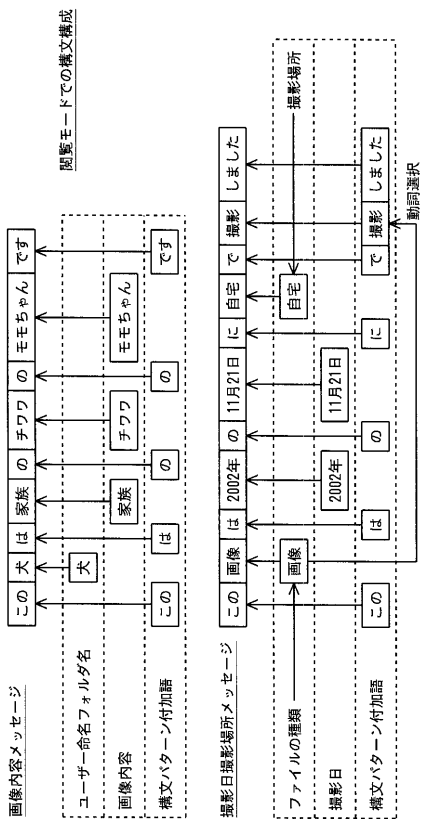 閲覧モードでの構文構成
画像内容メッセージ
この 犬 は 家族 の チワワ の モモちゃん です
ユーザー命名フォルダ名
犬
画像内容
家族 チワワ モモちゃん
構文パターン付加語
この は の の です
撮影日撮影場所メッセージ
この 画像 は 2002年 の 11月21日 に 自宅 で 撮影 しました
ファイルの種類
画像 自宅
撮影場所
撮影日
2002年 11月21日
構文パターン付加語
この は の に で 撮影 しました
動詞選択